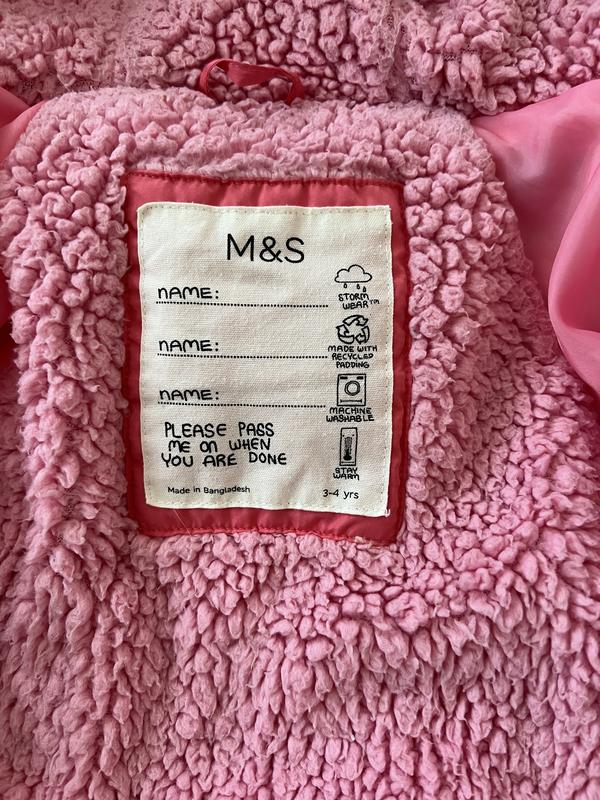 M&S
NAME:
STORM
WEAR™
NAME:
MADE WITH
RECYCLED
PADDING
NAME:
MACHINE
WASHABLE
PLEASE PASS
ME ON WHEN
YOU ARE DONE
STAY
WARM
Made in Bangladesh
3-4 yrs